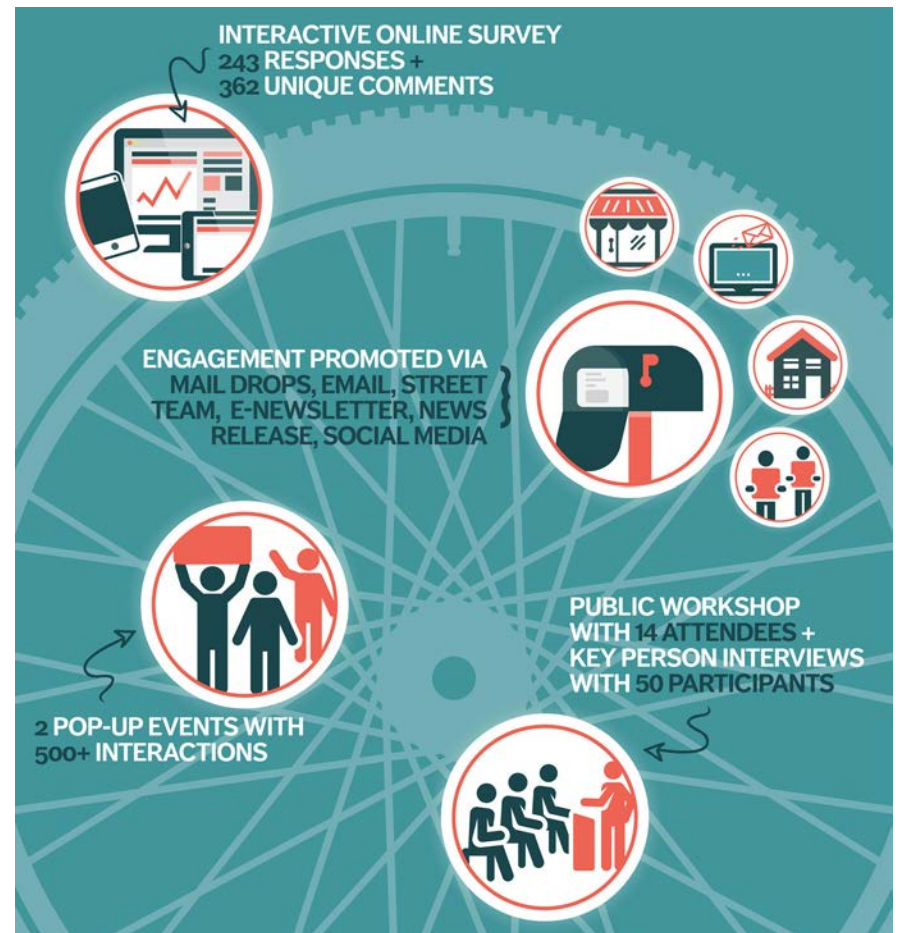 INTERACTIVE ONLINE SURVEY
243 RESPONSES +
362 UNIQUE COMMENTS
ENGAGEMENT PROMOTED VIA
MAIL DROPS, EMAIL, STREET
TEAM, E-NEWSLETTER, NEWS
RELEASE, SOCIAL MEDIA
PUBLIC WORKSHOP
WITH 14 ATTENDEES +
KEY PERSON INTERVIEWS
WITH 50 PARTICIPANTS
2 POP-UP EVENTS WITH
500+ INTERACTIONS